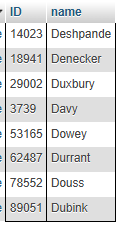 ID name
14023 Deshpande
18941 Denecker
29002 Duxbury
3739 Davy
53165 Dowey
62487 Durrant
78552 Douss
89051 Dubink